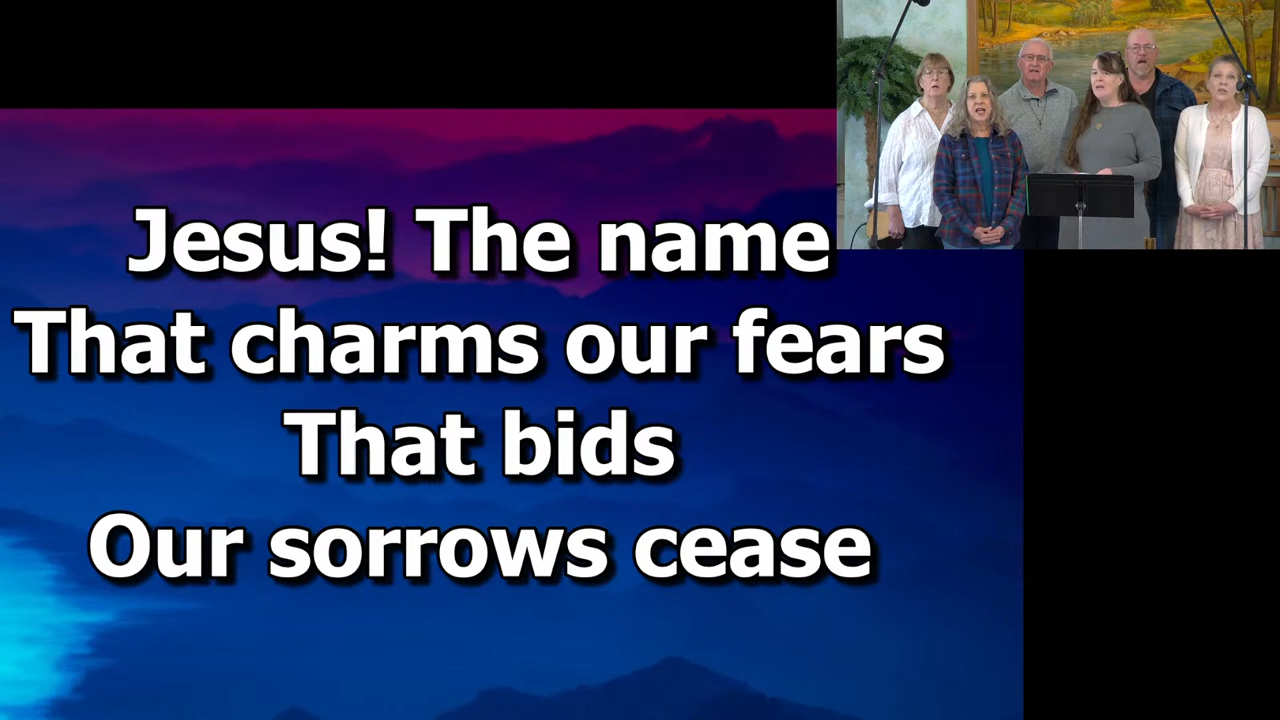 Jesus! The name
That charms our fears
That bids
Our sorrows cease